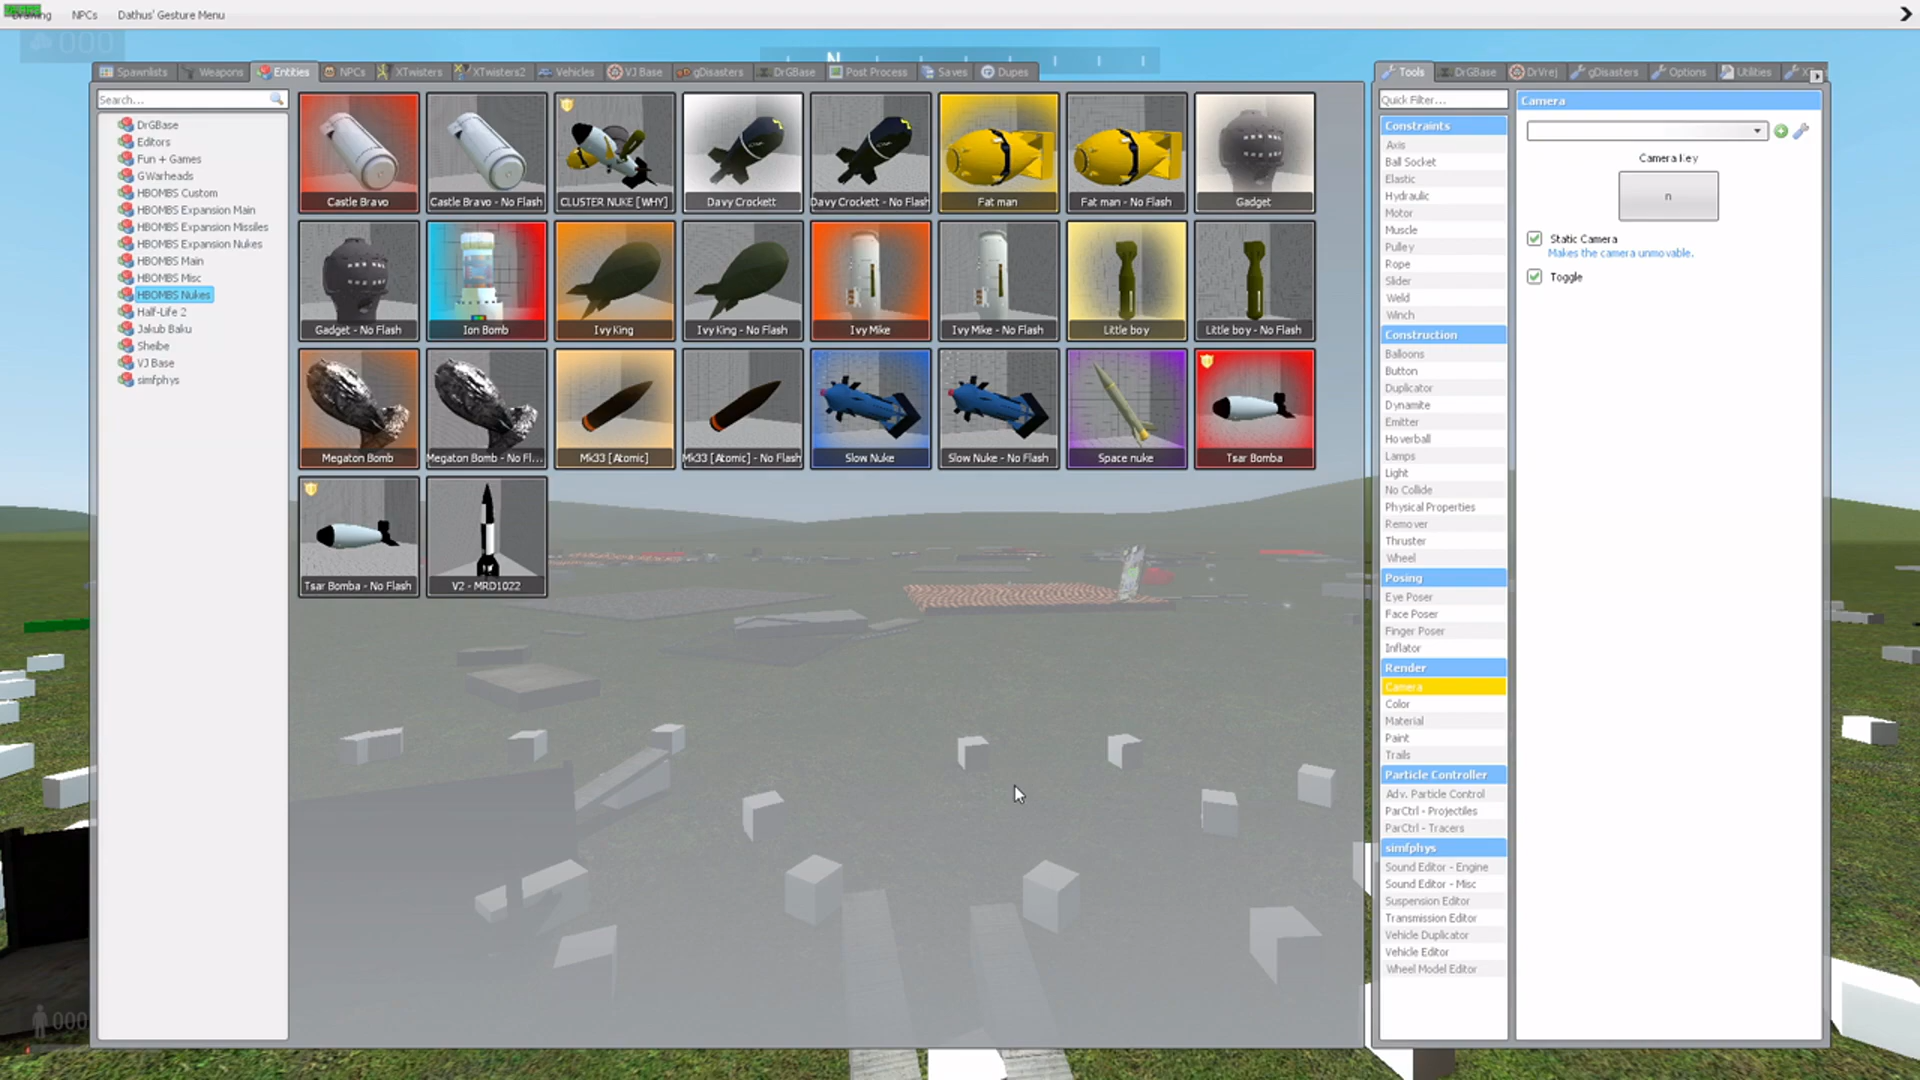 NPCs
Dathus' Gesture Menu
000
N
Spawnlists
Weapons
Entities
NPCs
XTwisters
XTwisters2
Vehicles
VJ Base
gDisasters
DrGBase
Post Process
Saves
Dupes
Search...
DrGBase
Editors
Fun + Games
GWarheads
HBOMBS Custom
HBOMBS Expansion Main
HBOMBS Expansion Missiles
HBOMBS Expansion Nukes
HBOMBS Main
HBOMBS Misc
HBOMBS Nukes
Half-Life 2
Jakub Baku
Sheibe
VJ Base
simfphys
Castle Bravo
Castle Bravo - No Flash
CLUSTER NUKE [WHY]
Davy Crockett
Davy Crockett - No Flash
Fat man
Fat man - No Flash
Gadget
Gadget - No Flash
Ion Bomb
Ivy King
Ivy King - No Flash
Ivy Mike
Ivy Mike - No Flash
Little boy
Little boy - No Flash
Megaton Bomb
Megaton Bomb - No Fl...
Mk33 [Atomic]
Mk33 [Atomic] - No Flash
Slow Nuke
Slow Nuke - No Flash
Space nuke
Tsar Bomba
Tsar Bomba - No Flash
V2 - MRD1022
000
Tools
DrGBase
DrVrej
gDisasters
Options
Utilities
Quick Filter...
Constraints
Axis
Ball Socket
Elastic
Hydraulic
Motor
Muscle
Pulley
Rope
Slider
Weld
Winch
Construction
Balloons
Button
Duplicator
Dynamite
Emitter
Hoverball
Lamps
Light
No Collide
Physical Properties
Remover
Thruster
Wheel
Posing
Eye Poser
Face Poser
Finger Poser
Inflator
Render
Camera
Color
Material
Paint
Trails
Particle Controller
Adv. Particle Control
ParCtrl - Projectiles
ParCtrl - Tracers
simfphys
Sound Editor - Engine
Sound Editor - Misc
Suspension Editor
Transmission Editor
Vehicle Duplicator
Vehicle Editor
Wheel Model Editor
Camera
Camera Key
n
Static Camera
Makes the camera unmovable.
Toggle